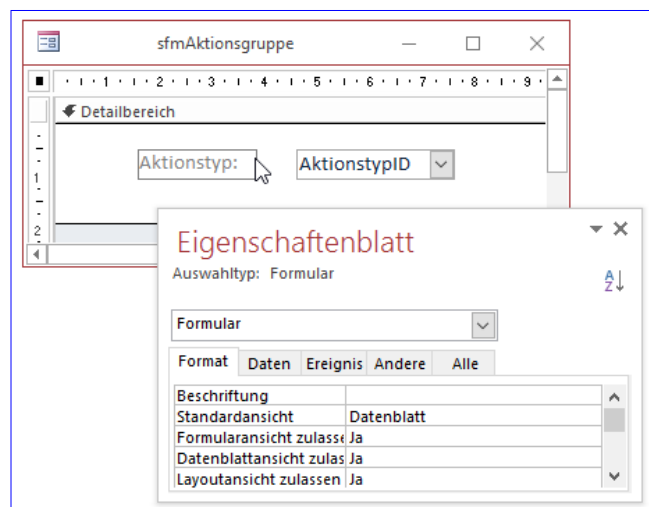 sfmAktionsgruppe
1 2 3 4 5 6 7 8 9
Detailbereich
Aktionstyp: AktionstypID
1
2
Eigenschaftenblatt
Auswahltyp: Formular
A
Z
Formular
Format Daten Ereignis Andere Alle
Beschriftung
Standardansicht Datenblatt
Formularansicht zulasse Ja
Datenblattansicht zulas Ja
Layoutansicht zulassen Ja